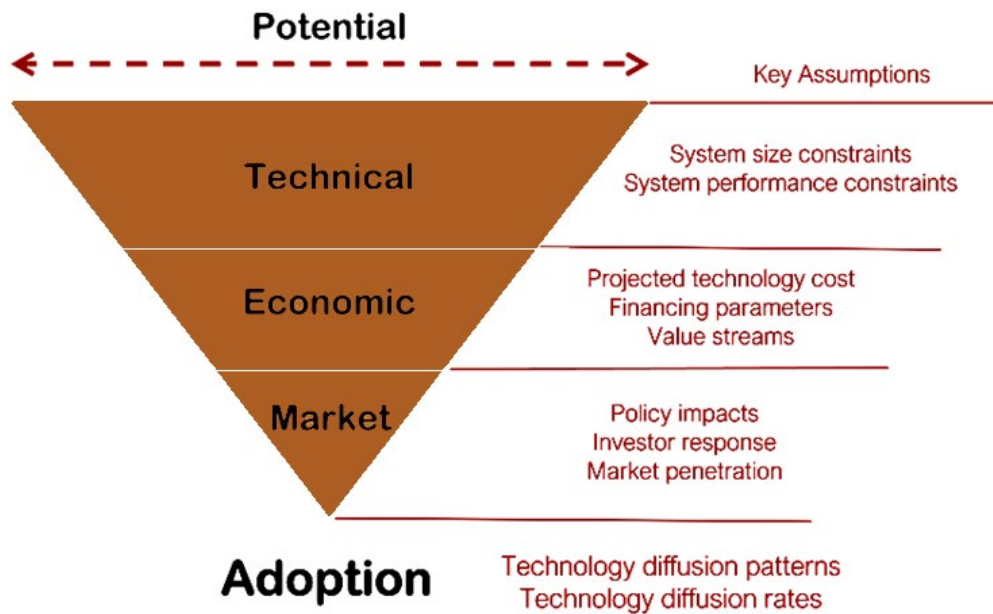 Potential
Key Assumptions
Technical
System size constraints
System performance constraints
Economic
Projected technology cost
Financing parameters
Value streams
Market
Policy impacts
Investor response
Market penetration
Adoption
Technology diffusion patterns
Technology diffusion rates